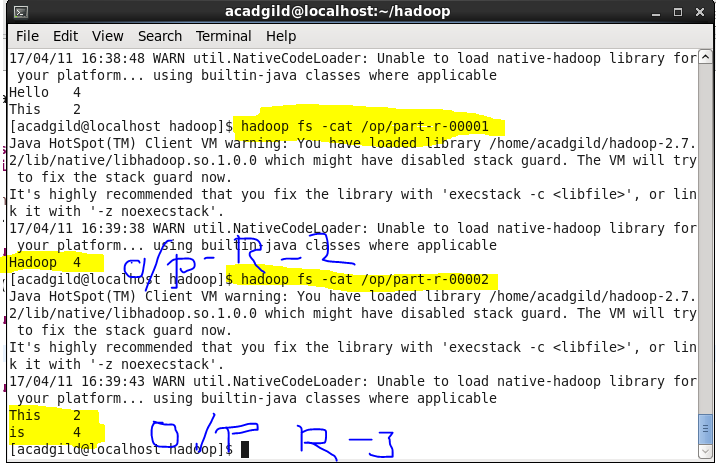 acadgild@localhost:~/hadoop
File Edit View Search Terminal Help
17/04/11 16:38:48 WARN util.NativeCodeLoader: Unable to load native-hadoop library for
your platform... using builtin-java classes where applicable
Hello 4
This 2
[acadgild@localhost hadoop]$ hadoop fs -cat /op/part-r-00001
Java HotSpot(TM) Client VM warning: You have loaded library /home/acadgild/hadoop-2.7.
2/lib/native/libhadoop.so.1.0.0 which might have disabled stack guard. The VM will try
to fix the stack guard now.
It's highly recommended that you fix the library with 'execstack -c <libfile>', or lin
k it with '-z noexecstack'.
17/04/11 16:39:38 WARN util.NativeCodeLoader: Unable to load native-hadoop library for
your platform... using builtin-java classes where applicable
Hadoop 4
O/P-R-2
[acadgild@localhost hadoop]$ hadoop fs -cat /op/part-r-00002
Java HotSpot(TM) Client VM warning: You have loaded library /home/acadgild/hadoop-2.7.
2/lib/native/libhadoop.so.1.0.0 which might have disabled stack guard. The VM will try
to fix the stack guard now.
It's highly recommended that you fix the library with 'execstack -c <libfile>', or lin
k it with '-z noexecstack'.
17/04/11 16:39:43 WARN util.NativeCodeLoader: Unable to load native-hadoop library for
your platform... using builtin-java classes where applicable
This 2
is 4
O/P R-3
[acadgild@localhost hadoop]$